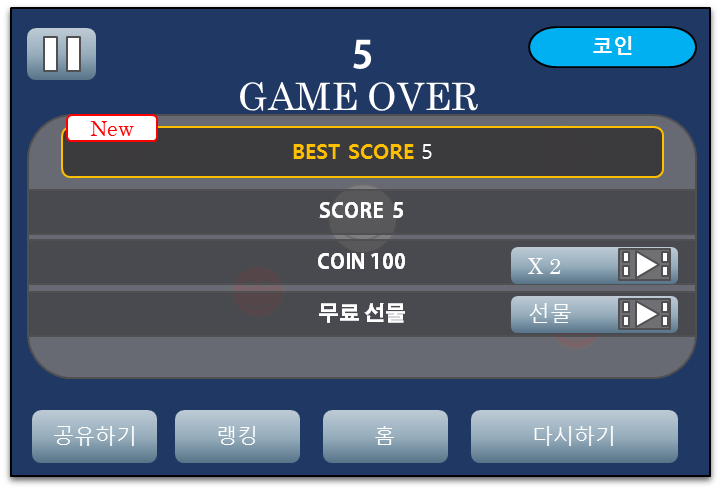 5
코인
GAME OVER
New
BEST SCORE 5
SCORE 5
COIN 100
X 2
무료 선물
선물
공유하기
랭킹
홈
다시하기